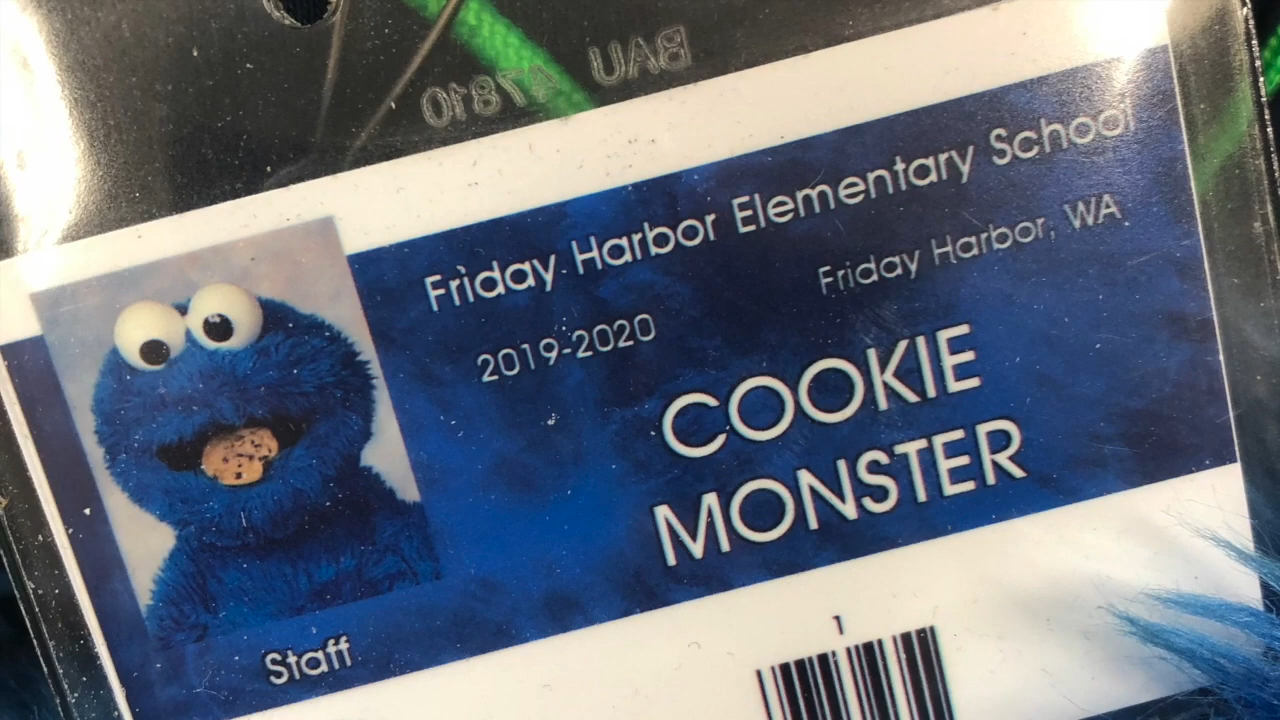 BAU 47810
Friday Harbor Elementary School
Friday Harbor, WA
2019-2020
COOKIE
MONSTER
Staff
1